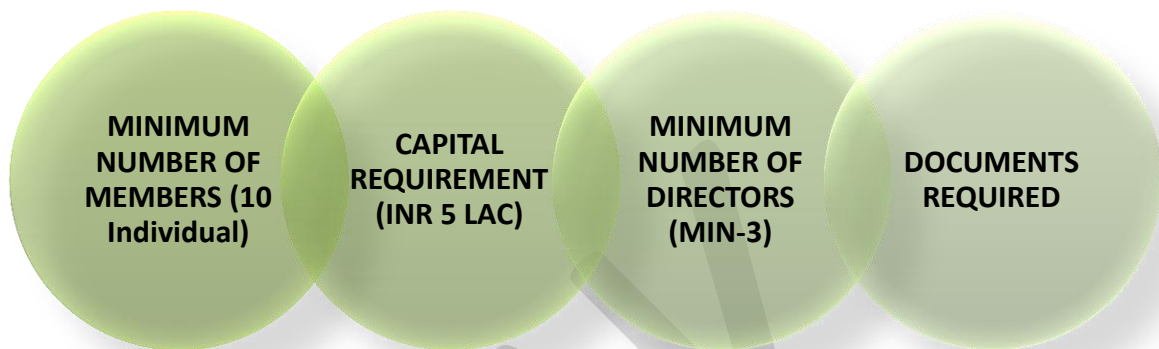 MINIMUM
NUMBER OF
MEMBERS (10
Individual)
CAPITAL
REQUIREMENT
(INR 5 LAC)
MINIMUM
NUMBER OF
DIRECTORS
(MIN-3)
DOCUMENTS
REQUIRED